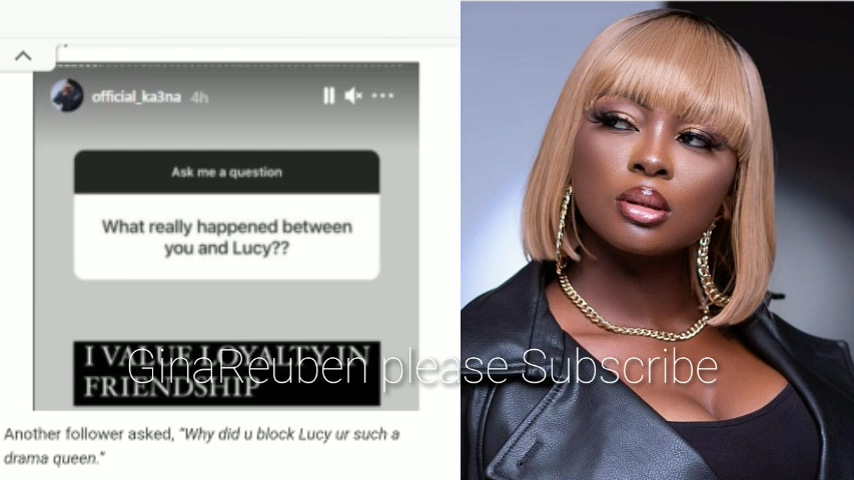 official_ka3na 4h
Ask me a question
What really happened between
you and Lucy??
I VALUE LOYALTY IN
FRIENDSHIP
GinaReuben please Subscribe
Another follower asked, "Why did u block Lucy ur such a
drama queen."